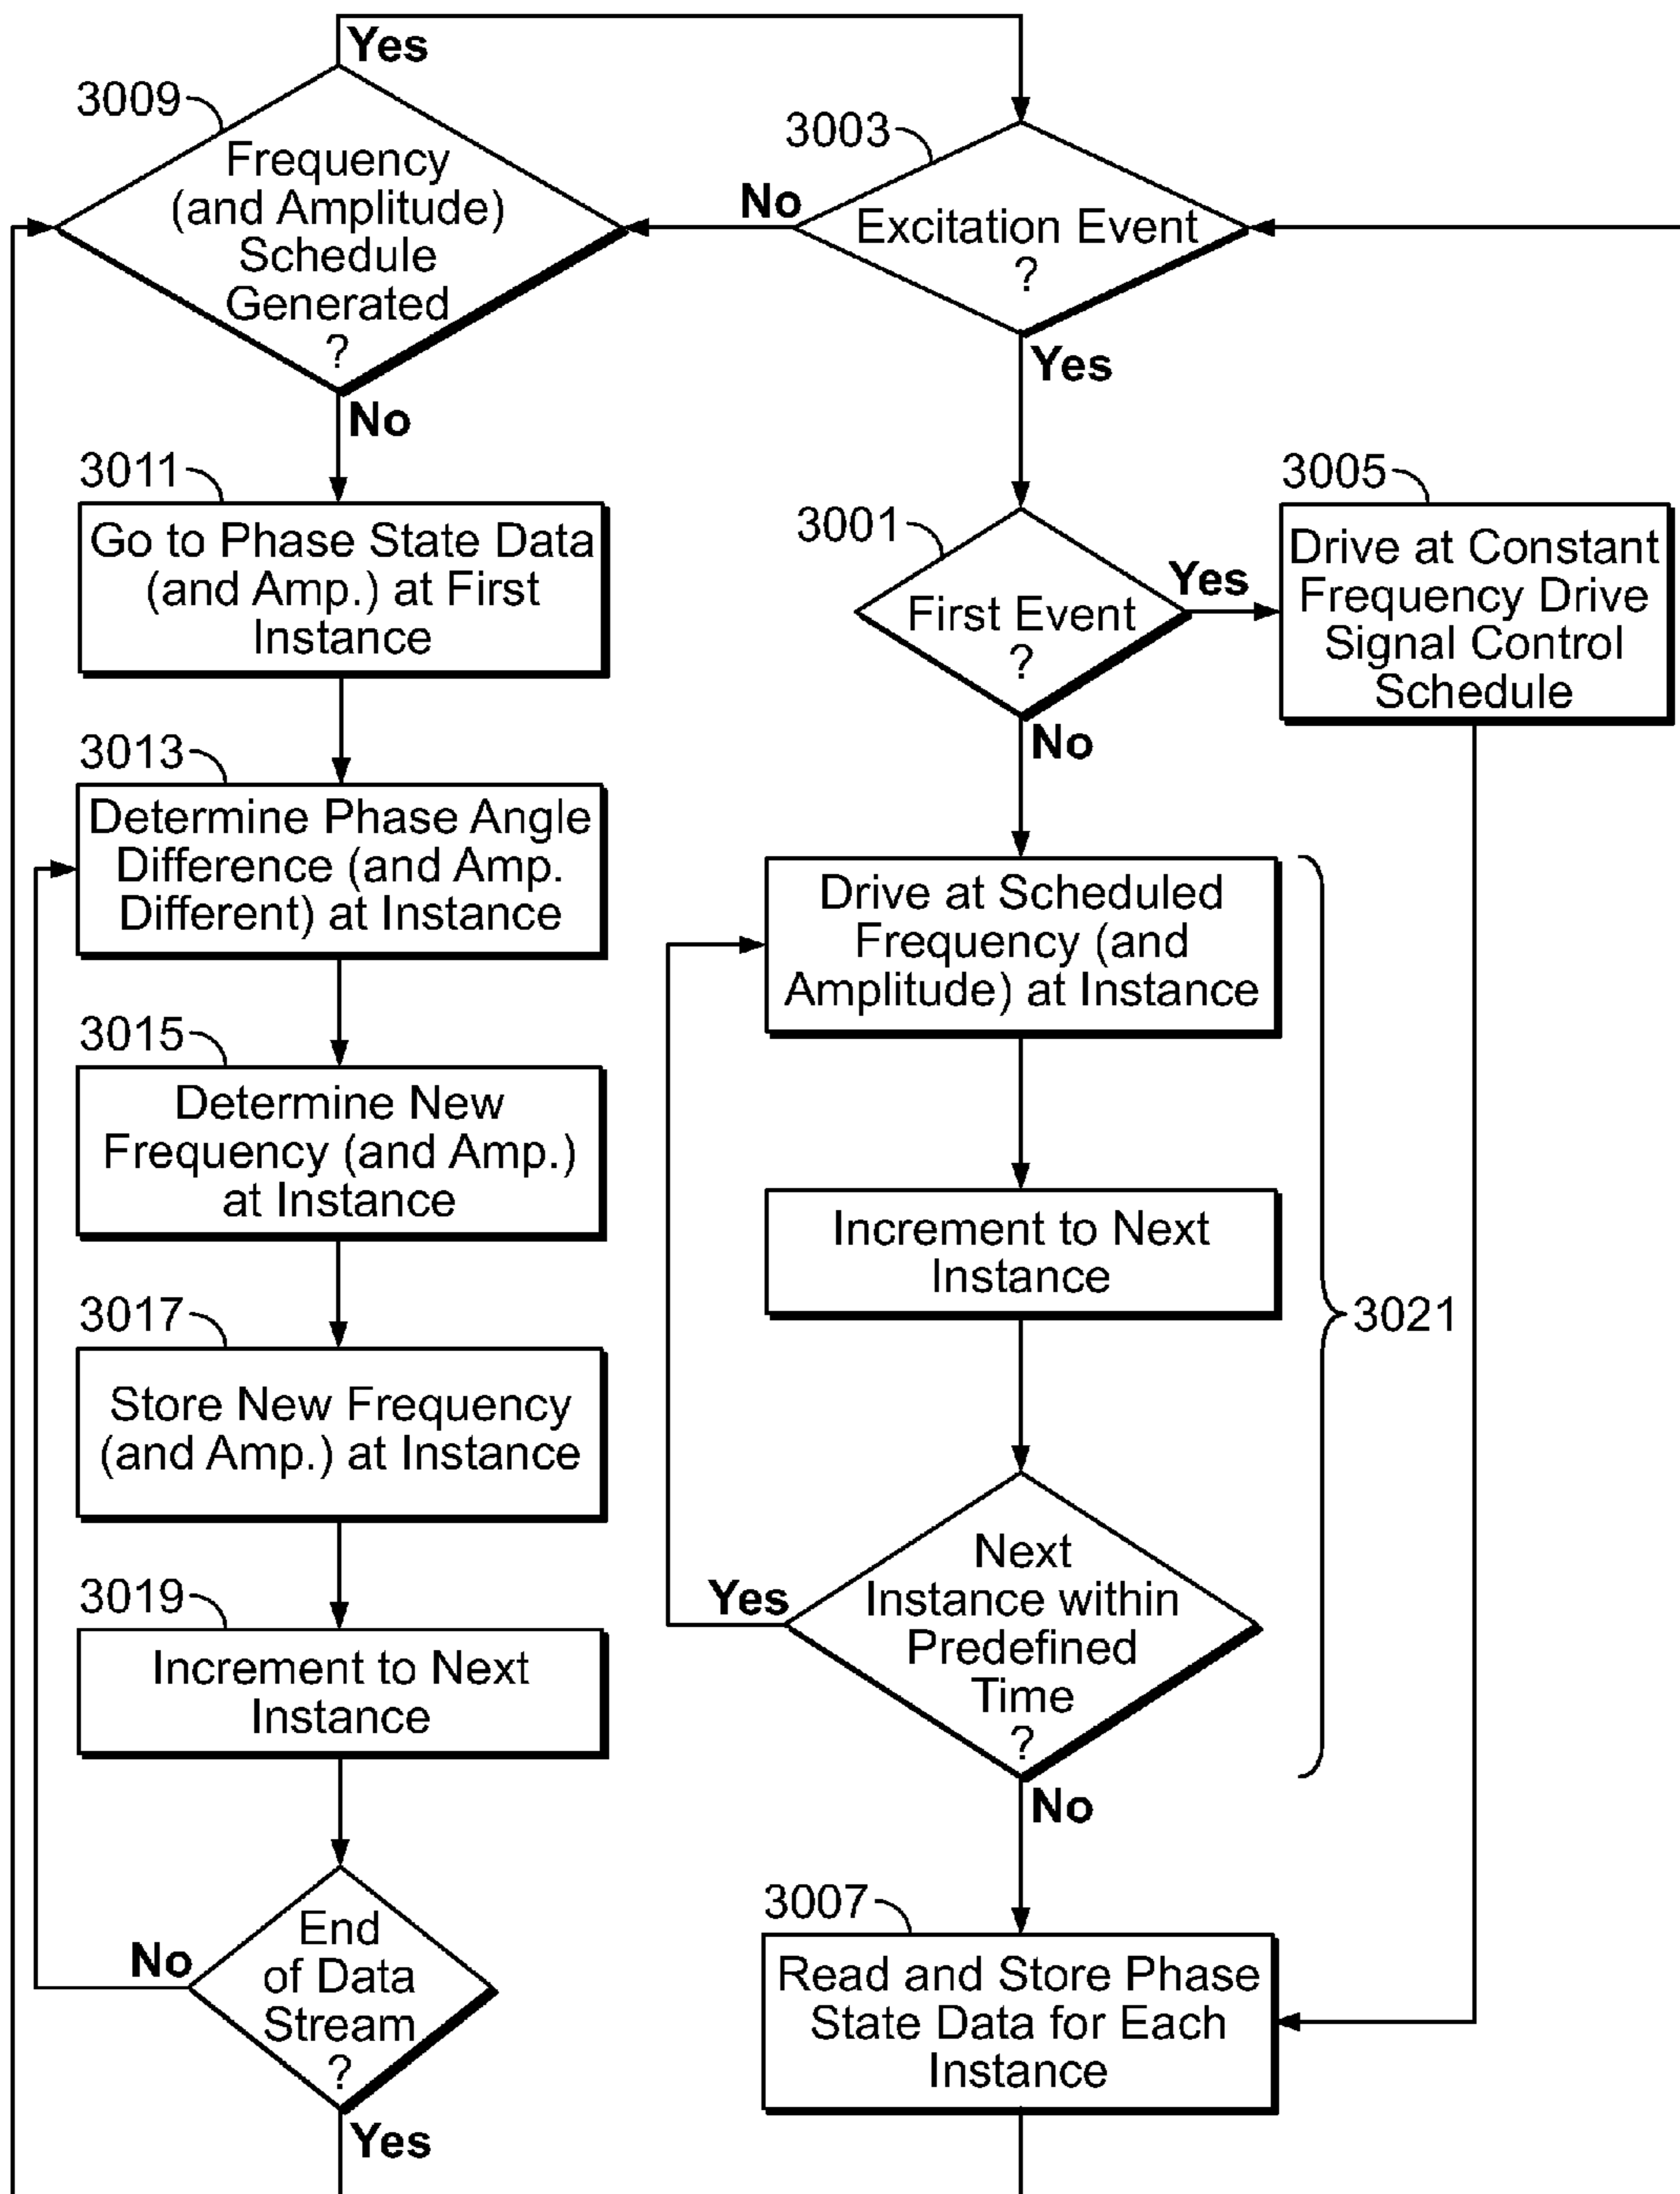 Yes
3009
Frequency
(and Amplitude)
Schedule
Generated
?
No
3003
Excitation Event
?
No
Yes
3011
Go to Phase State Data
(and Amp.) at First
Instance
3001
First Event
?
Yes
No
3005
Drive at Constant
Frequency Drive
Signal Control
Schedule
3013
Determine Phase Angle
Difference (and Amp.
Different) at Instance
Drive at Scheduled
Frequency (and
Amplitude) at Instance
3015
Determine New
Frequency (and Amp.)
at Instance
Increment to Next
Instance
3021
3017
Store New Frequency
(and Amp.) at Instance
Next
Instance within
Predefined
Time
?
Yes
No
3019
Increment to Next
Instance
End
of Data
Stream
?
No
Yes
3007
Read and Store Phase
State Data for Each
Instance